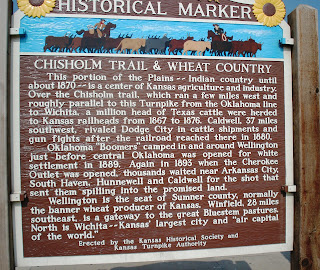 HISTORICAL MARKER
CHISHOLM TRAIL & WHEAT COUNTRY
This portion of the Plains--Indian country until
about 1870--is a center of Kansas agriculture and industry.
Over the Chisholm trail, which ran a few miles west and
roughly parallel to this Turnpike from the Oklahoma line
to Wichita, a million head of Texas cattle were herded
to Kansas railheads from 1867 to 1876. Caldwell, 35 miles
southwest, rivaled Dodge City in cattle shipments and
gun fights after the railroad reached there in 1880.
Oklahoma "Boomers" camped in and around Wellington
just before central Oklahoma was opened for white
settlement in 1889. Again in 1893 when the Cherokee
Outlet was opened, thousands waited near Arkansas City,
South Haven, Hunnewell and Caldwell for the shot that
sent them spilling into the promised land.
Wellington is the seat of Sumner county, normally
the banner wheat producer of Kansas. Winfield, 28 miles
southeast, is a gateway to the great Bluestem pastures.
North is Wichita--Kansas' largest city and "air capital
of the world."
Erected by the Kansas Historical Society and
Kansas Turnpike Authority